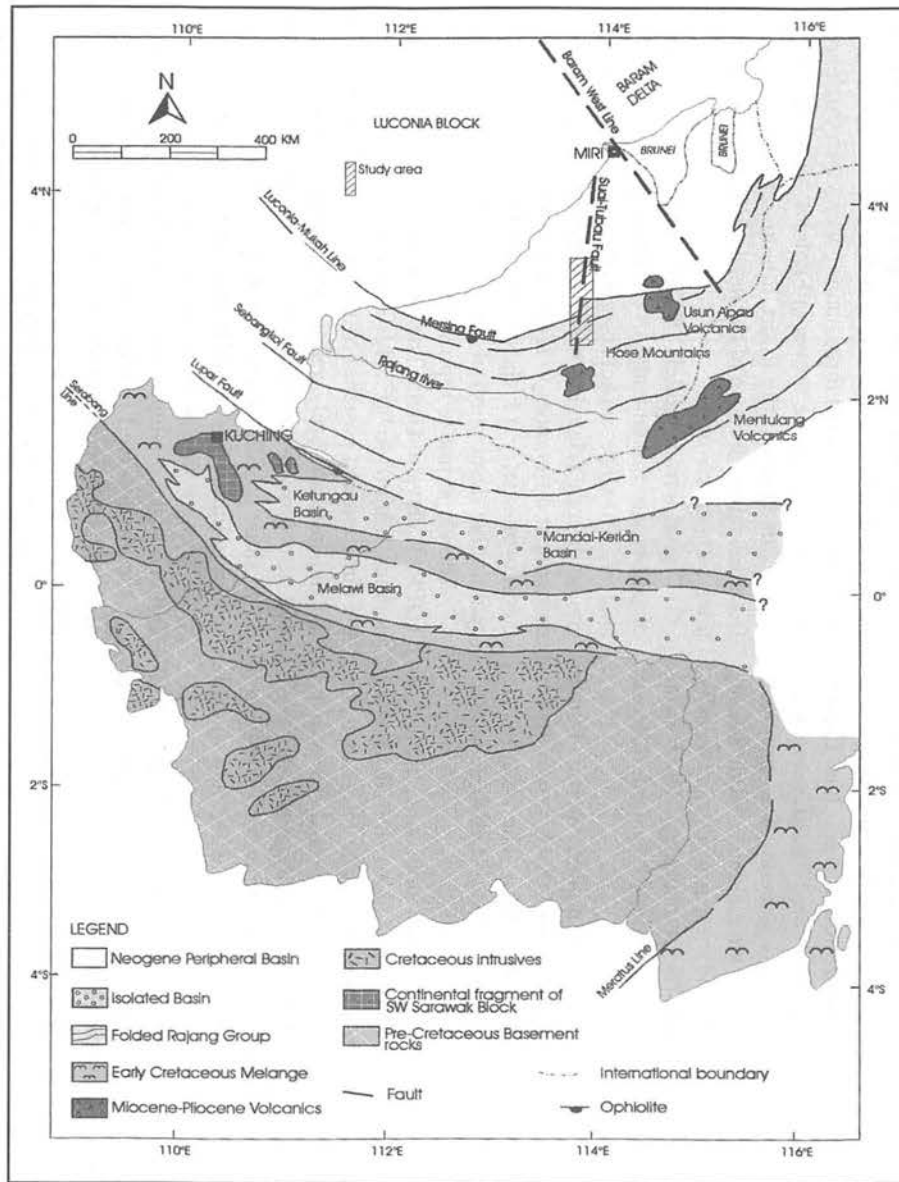 110°E
112°E
114°E
116°E
N
0
200
400 KM
LUCONIA BLOCK
Study area
Baram West Line
BARAM
DELTA
MIRI
BRUNEI
BRUNEI
4°N
4°N
Suai-Tubau Fault
Luconia-Mukah Line
Mersing Fault
Usun Apau
Volcanics
Hose Mountains
Sebangkoi Fault
Rajang river
Lupar Fault
2°N
2°N
Serabang
Line
KUCHING
Mentulang
Volcanics
Ketungau
Basin
?
?
Mandai-Kerian
Basin
Melawi Basin
?
?
0°
0°
2°S
2°S
Meratus Line
4°S
4°S
LEGEND
Neogene Peripheral Basin
Isolated Basin
Folded Rajang Group
Early Cretaceous Melange
Miocene-Pliocene Volcanics
Cretaceous intrusives
Continental fragment of
SW Sarawak Block
Pre-Cretaceous Basement
rocks
Fault
International boundary
Ophiolite
110°E
112°E
114°E
116°E